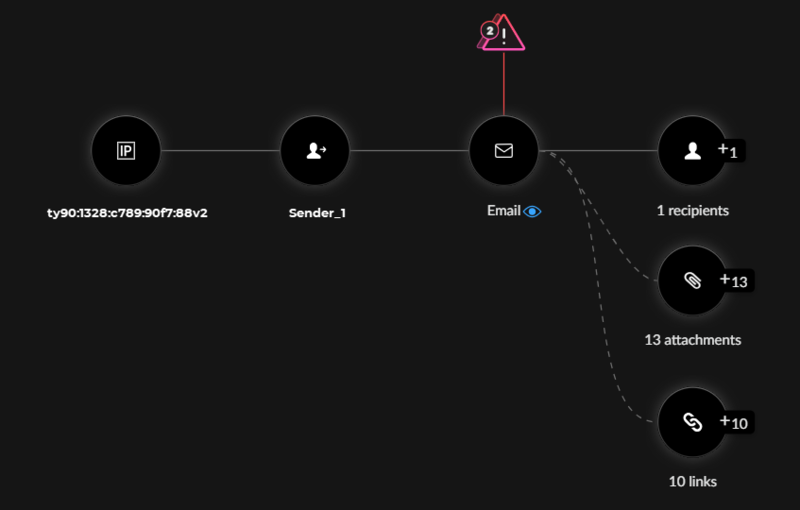 2
!
IP
+1
ty90:1328:c789:90f7:88v2
Sender_1
Email
1 recipients
+13
13 attachments
+10
10 links